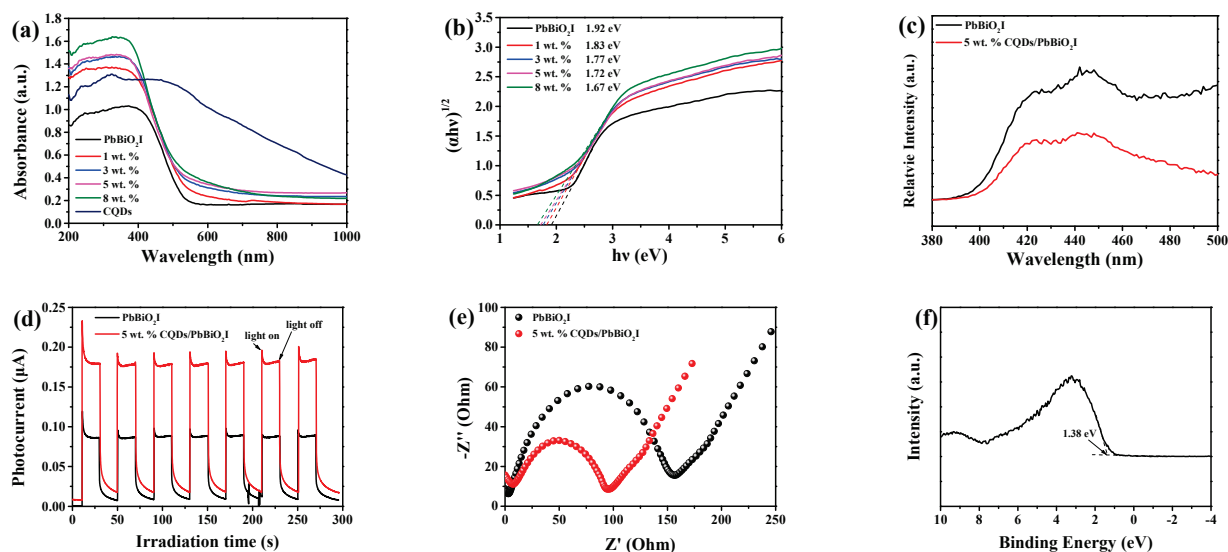 (a)
Absorbance (a.u.)
1.8
1.6
1.4
1.2
1.0
0.8
0.6
0.4
0.2
0.0
PbBiO₂I
1 wt. %
3 wt. %
5 wt. %
8 wt. %
CQDs
200 400 600 800 1000
Wavelength (nm)
(b)
(αhν)^1/2
3.5
3.0
2.5
2.0
1.5
1.0
0.5
0.0
PbBiO₂I 1.92 eV
1 wt. % 1.83 eV
3 wt. % 1.77 eV
5 wt. % 1.72 eV
8 wt. % 1.67 eV
1 2 3 4 5 6
hν (eV)
(c)
Relatvie Intensity (a.u.)
PbBiO₂I
5 wt. % CQDs/PbBiO₂I
380 400 420 440 460 480 500
Wavelength (nm)
(d)
Photocurrent (μA)
0.25
0.20
0.15
0.10
0.05
0.00
PbBiO₂I
5 wt. % CQDs/PbBiO₂I
light on
light off
0 50 100 150 200 250 300
Irradiation time (s)
(e)
-Z'' (Ohm)
100
80
60
40
20
0
PbBiO₂I
5 wt. % CQDs/PbBiO₂I
0 50 100 150 200 250
Z' (Ohm)
(f)
Intensity (a.u.)
1.38 eV
10 8 6 4 2 0 -2 -4
Binding Energy (eV)